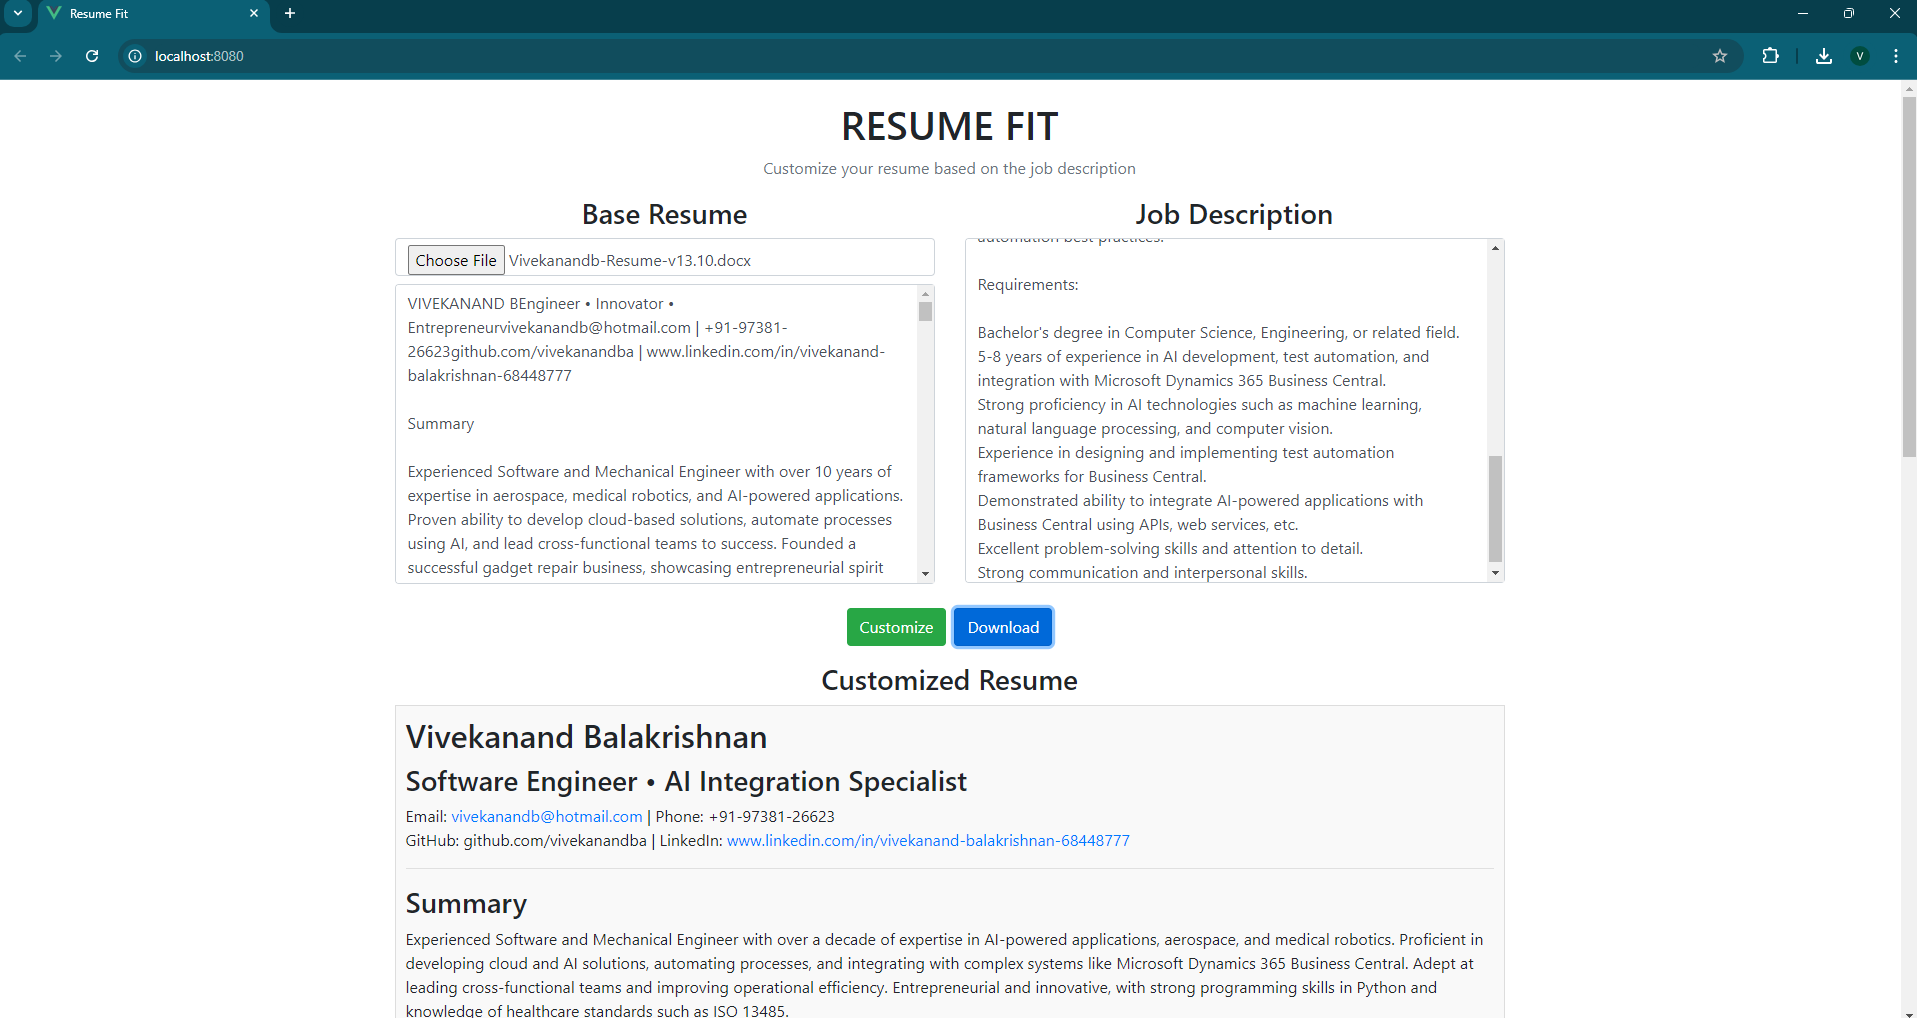 Resume Fit
localhost:8080
V
RESUME FIT
Customize your resume based on the job description
Base Resume
Choose File Vivekanandb-Resume-v13.10.docx
VIVEKANAND BEngineer • Innovator •
Entrepreneurvivekanandb@hotmail.com | +91-97381-
26623github.com/vivekanandba | www.linkedin.com/in/vivekanand-
balakrishnan-68448777
Summary
Experienced Software and Mechanical Engineer with over 10 years of
expertise in aerospace, medical robotics, and AI-powered applications.
Proven ability to develop cloud-based solutions, automate processes
using AI, and lead cross-functional teams to success. Founded a
successful gadget repair business, showcasing entrepreneurial spirit
Job Description
automation best practices.
Requirements:
Bachelor's degree in Computer Science, Engineering, or related field.
5-8 years of experience in AI development, test automation, and
integration with Microsoft Dynamics 365 Business Central.
Strong proficiency in AI technologies such as machine learning,
natural language processing, and computer vision.
Experience in designing and implementing test automation
frameworks for Business Central.
Demonstrated ability to integrate AI-powered applications with
Business Central using APIs, web services, etc.
Excellent problem-solving skills and attention to detail.
Strong communication and interpersonal skills.
Customize
Download
Customized Resume
Vivekanand Balakrishnan
Software Engineer • AI Integration Specialist
Email: vivekanandb@hotmail.com | Phone: +91-97381-26623
GitHub: github.com/vivekanandba | LinkedIn: www.linkedin.com/in/vivekanand-balakrishnan-68448777
Summary
Experienced Software and Mechanical Engineer with over a decade of expertise in AI-powered applications, aerospace, and medical robotics. Proficient in
developing cloud and AI solutions, automating processes, and integrating with complex systems like Microsoft Dynamics 365 Business Central. Adept at
leading cross-functional teams and improving operational efficiency. Entrepreneurial and innovative, with strong programming skills in Python and
knowledge of healthcare standards such as ISO 13485.